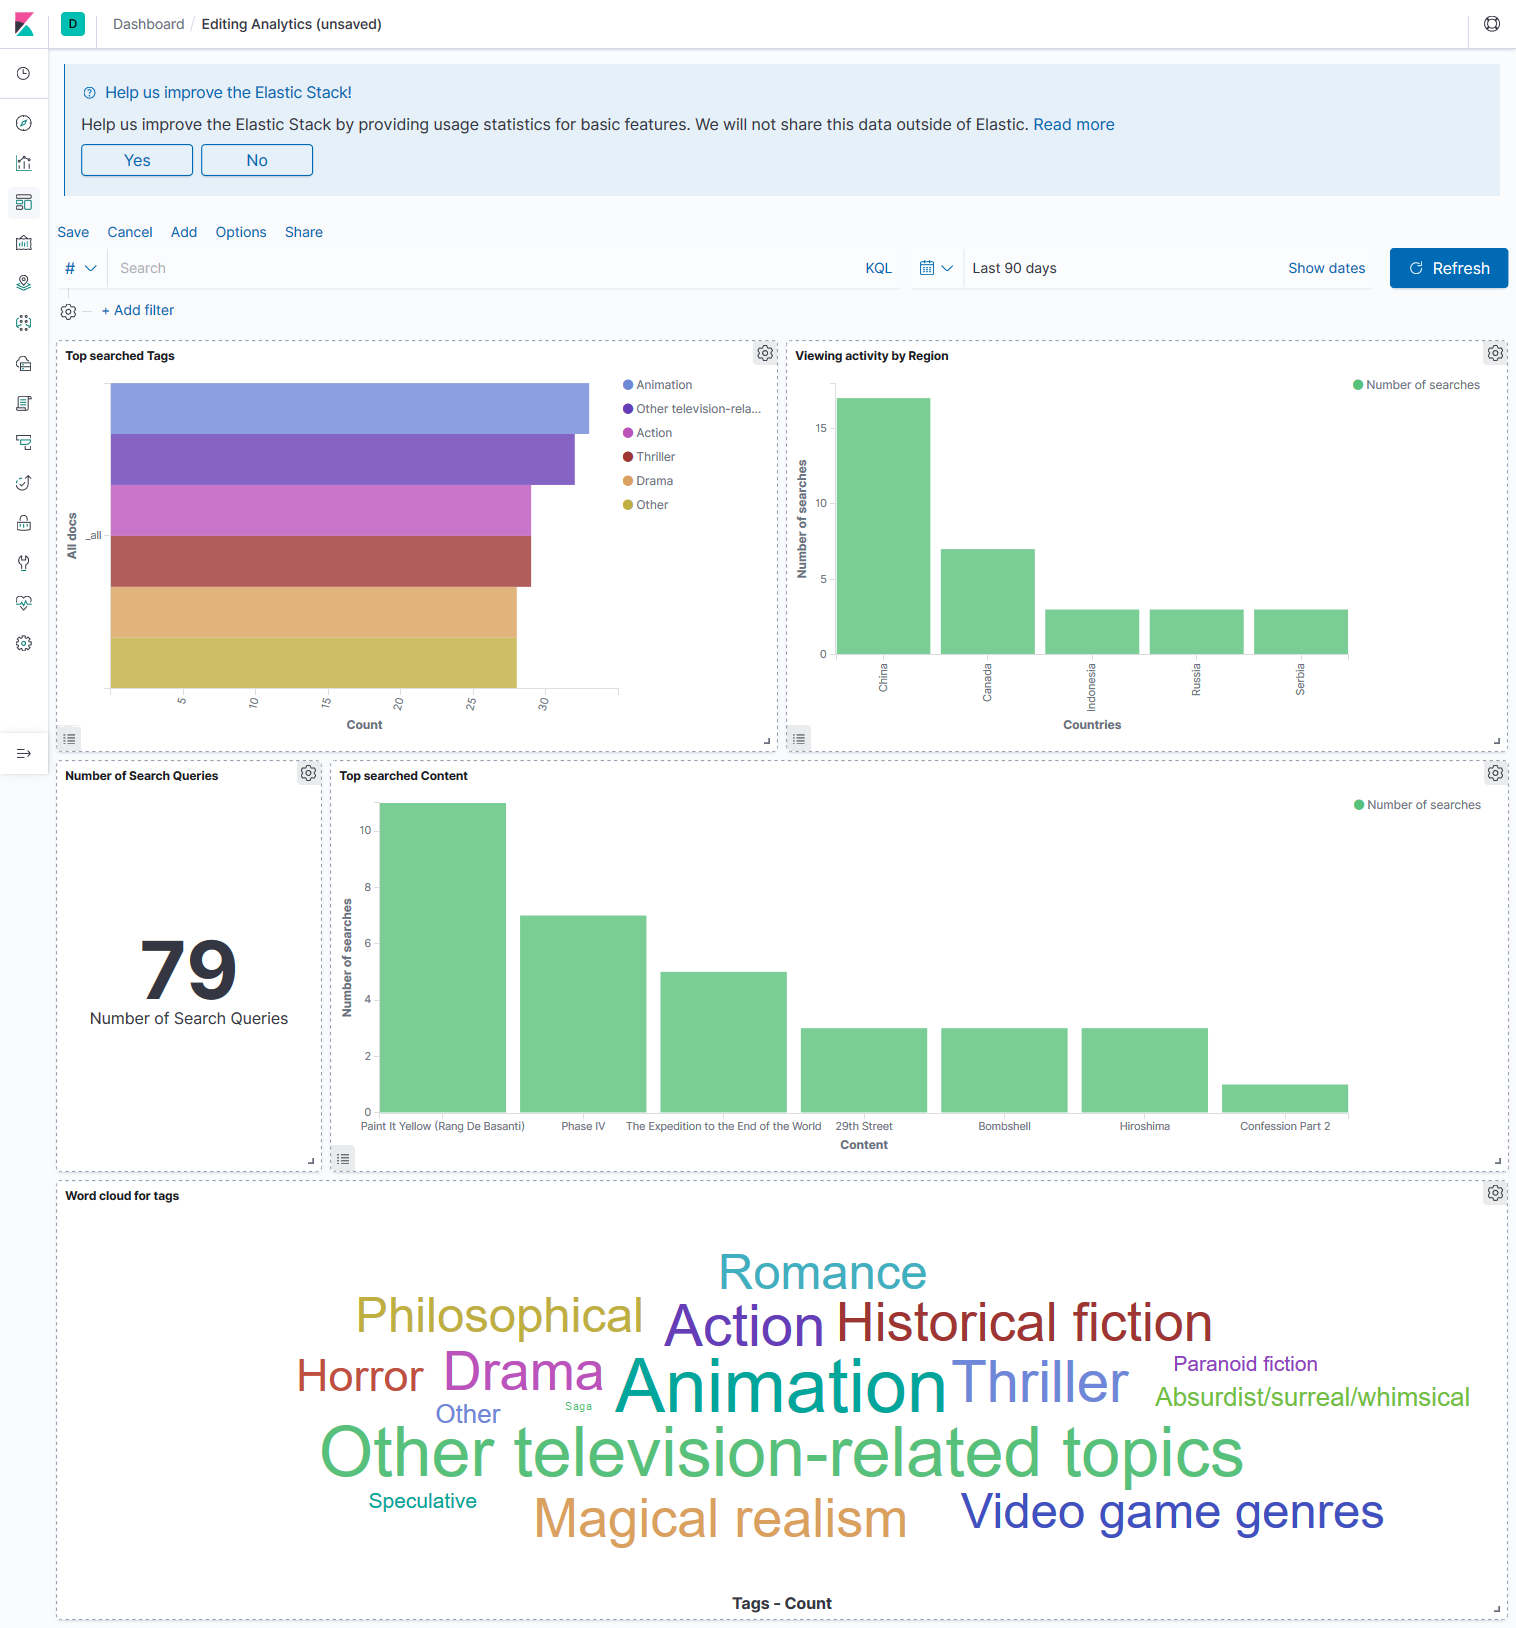 D Dashboard / Editing Analytics (unsaved)
Help us improve the Elastic Stack!
Help us improve the Elastic Stack by providing usage statistics for basic features. We will not share this data outside of Elastic. Read more
Yes No
Save Cancel Add Options Share
# Search KQL Last 90 days Show dates Refresh
+ Add filter
Top searched Tags
Animation
Other television-rela...
Action
Thriller
Drama
Other
All docs
_all
5 10 15 20 25 30
Count
Viewing activity by Region
Number of searches
Number of searches
15
10
5
0
China Canada Indonesia Russia Serbia
Countries
Number of Search Queries
79
Number of Search Queries
Top searched Content
Number of searches
Number of searches
10
8
6
4
2
0
Paint It Yellow (Rang De Basanti) Phase IV The Expedition to the End of the World 29th Street Bombshell Hiroshima Confession Part 2
Content
Word cloud for tags
Romance
Philosophical Action Historical fiction
Horror Drama Animation Thriller Paranoid fiction
Other Saga Absurdist/surreal/whimsical
Other television-related topics
Speculative Magical realism Video game genres
Tags - Count